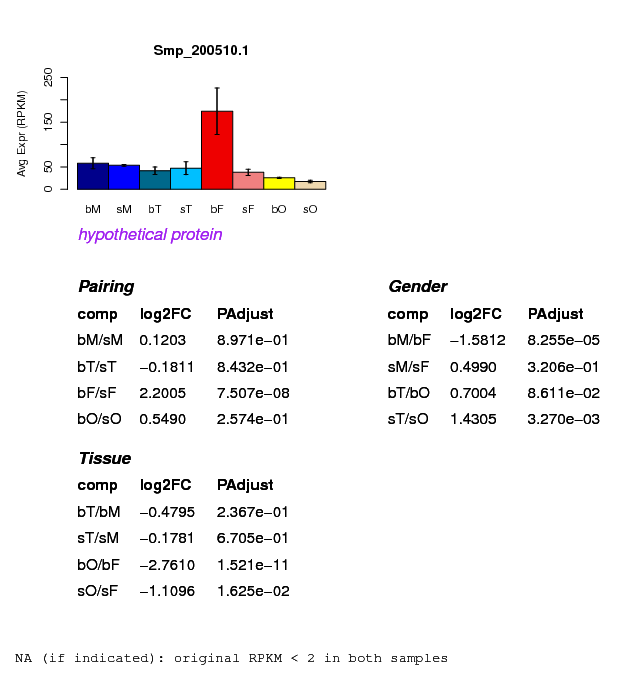 Smp_200510.1
Avg Expr (RPKM)
0 50 150 250
bM sM bT sT bF sF bO sO
hypothetical protein
Pairing
comp log2FC PAdjust
bM/sM 0.1203 8.971e−01
bT/sT −0.1811 8.432e−01
bF/sF 2.2005 7.507e−08
bO/sO 0.5490 2.574e−01
Gender
comp log2FC PAdjust
bM/bF −1.5812 8.255e−05
sM/sF 0.4990 3.206e−01
bT/bO 0.7004 8.611e−02
sT/sO 1.4305 3.270e−03
Tissue
comp log2FC PAdjust
bT/bM −0.4795 2.367e−01
sT/sM −0.1781 6.705e−01
bO/bF −2.7610 1.521e−11
sO/sF −1.1096 1.625e−02
NA (if indicated): original RPKM < 2 in both samples